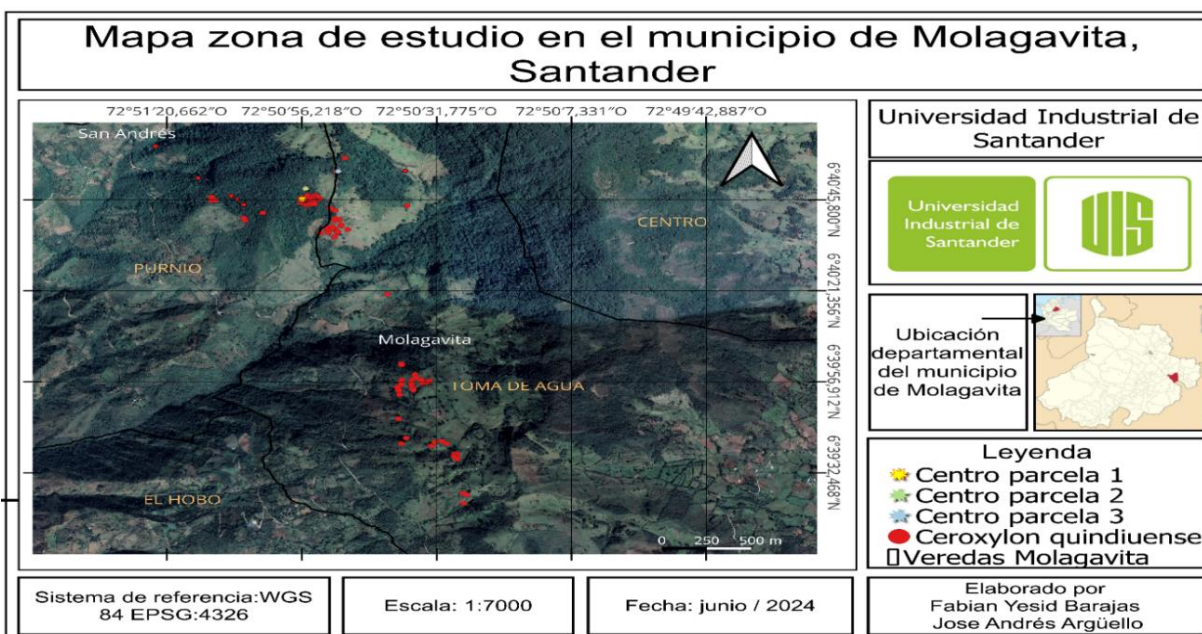 Mapa zona de estudio en el municipio de Molagavita,
Santander
72°51'20,662"O 72°50'56,218"O 72°50'31,775"O 72°50'7,331"O 72°49'42,887"O
San Andrés
CENTRO
PURNIO
Molagavita
TOMA DE AGUA
EL HOBO
0 250 500 m
6°40'45,800"N
6°40'21,356"N
6°39'56,912"N
6°39'32,468"N
Universidad Industrial de
Santander
Universidad
Industrial de
Santander
UIS
Ubicación
departamental
del municipio
de Molagavita
Leyenda
Centro parcela 1
Centro parcela 2
Centro parcela 3
Ceroxylon quindiuense
Veredas Molagavita
Sistema de referencia:WGS
84 EPSG:4326
Escala: 1:7000
Fecha: junio / 2024
Elaborado por
Fabian Yesid Barajas
Jose Andrés Argüello